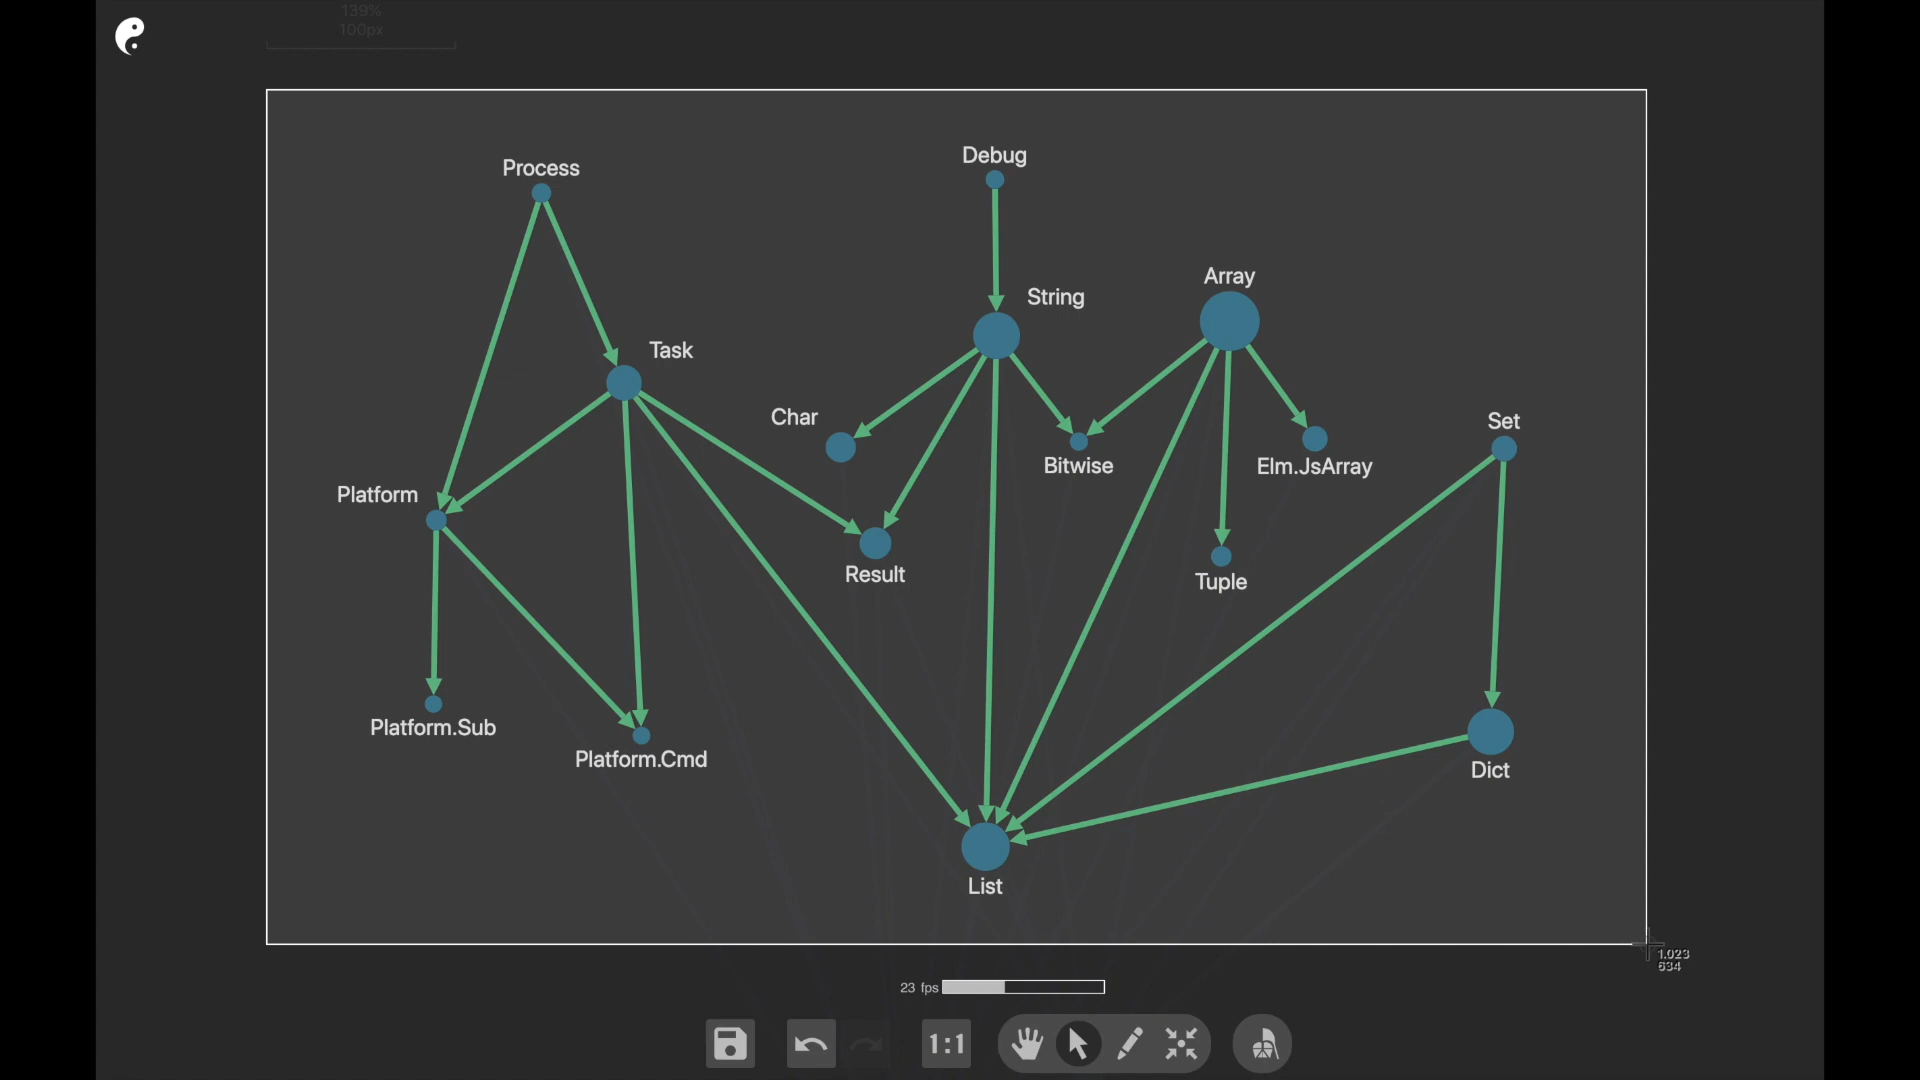 139%
100px
Debug
Process
Array
String
Task
Char
Set
Bitwise
Elm.JsArray
Platform
Result
Tuple
Platform.Sub
Platform.Cmd
Dict
List
1.023
634
23 fps
1:1